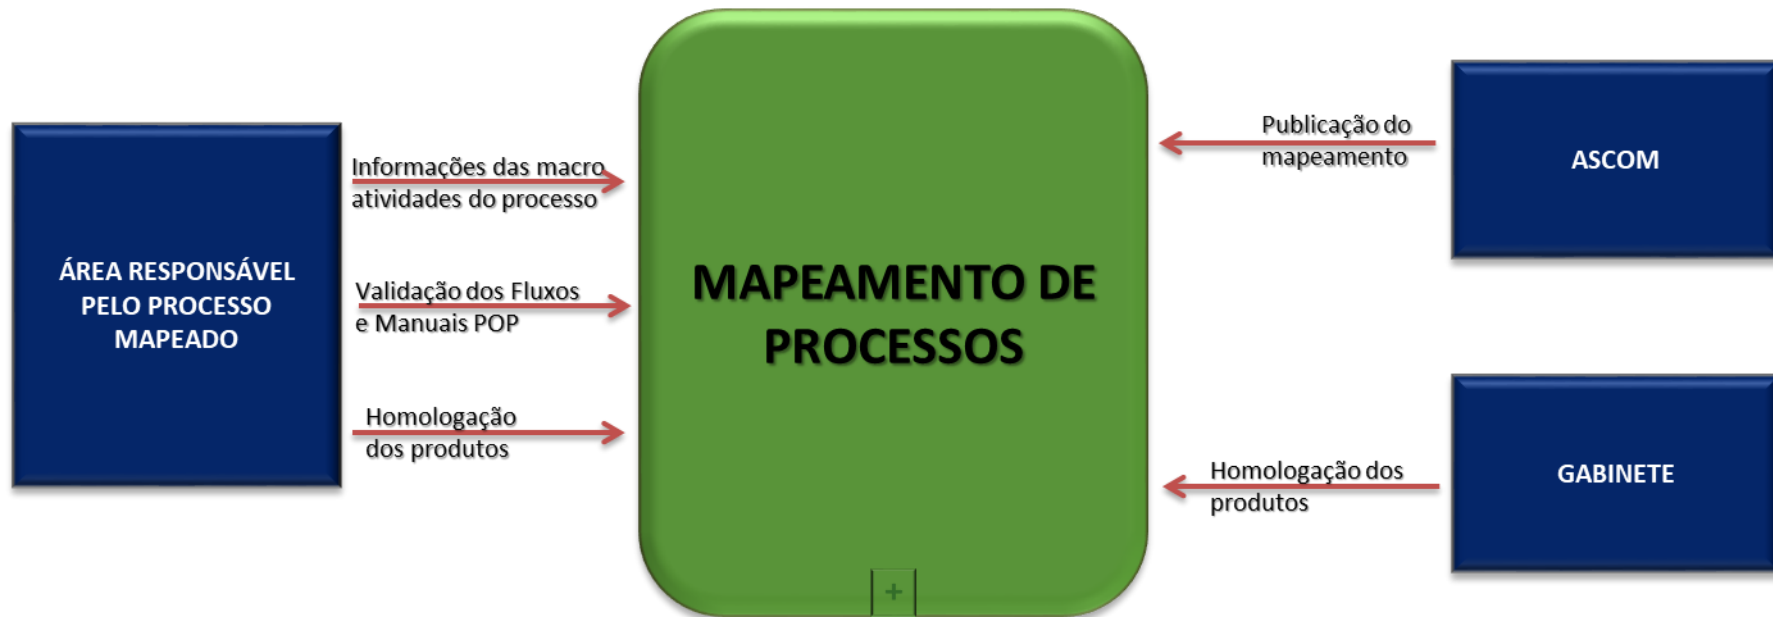 ÁREA RESPONSÁVEL
PELO PROCESSO
MAPEADO
Informações das macro
atividades do processo
Validação dos Fluxos
e Manuais POP
Homologação
dos produtos
MAPEAMENTO DE
PROCESSOS
+
Publicação do
mapeamento
ASCOM
Homologação dos
produtos
GABINETE